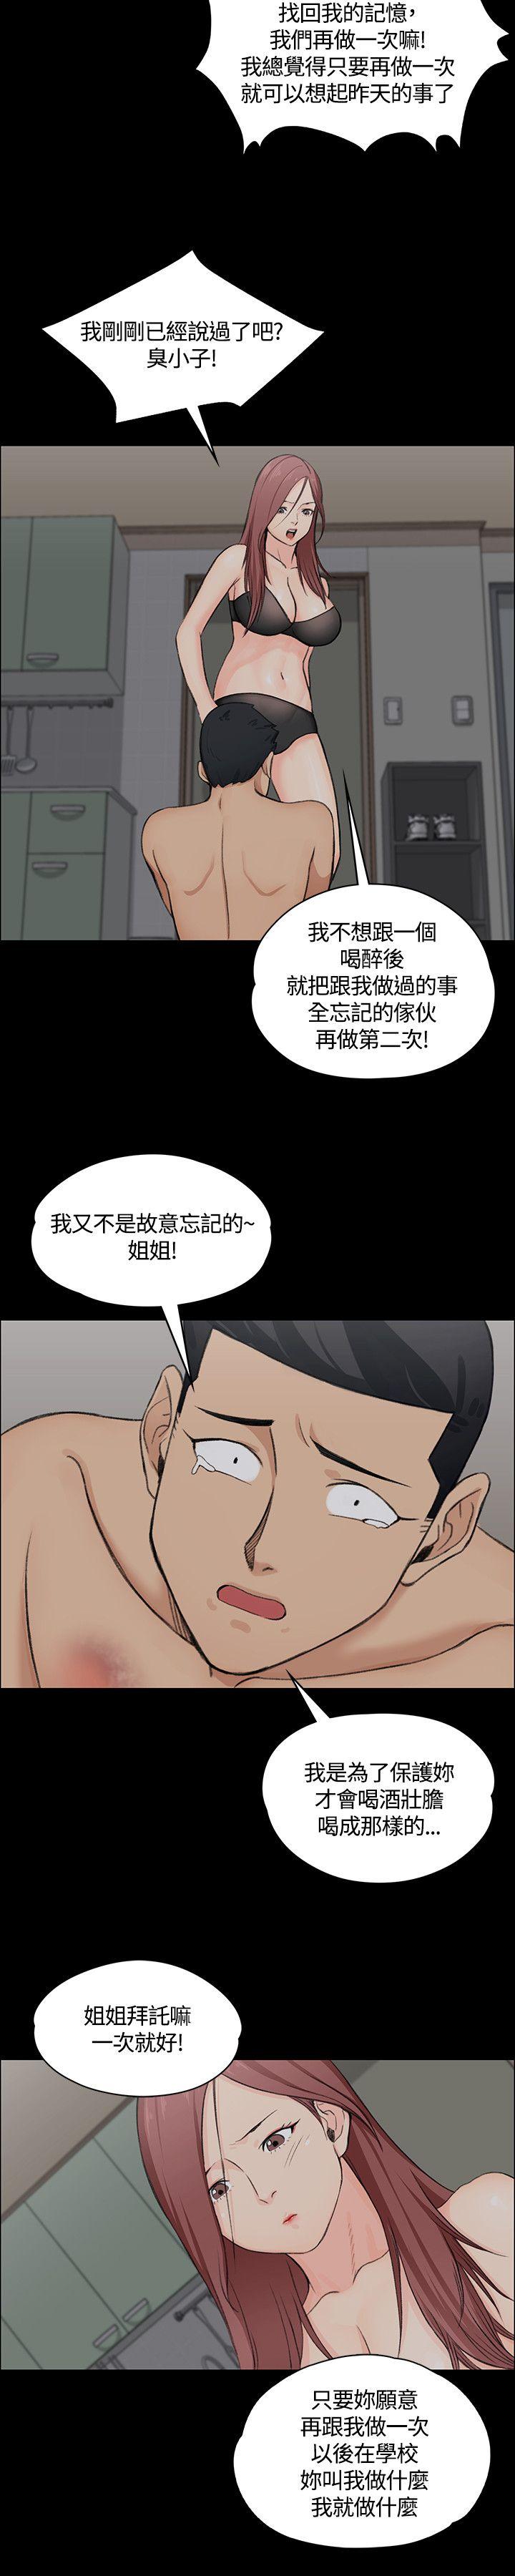 找回我的記憶，
我們再做一次嘛!
我總覺得只要再做一次
就可以想起昨天的事了
我剛剛已經說過了吧?
臭小子!
我不想跟一個
喝醉後
就把跟我做過的事
全忘記的傢伙
再做第二次!
我又不是故意忘記的~
姐姐!
我是為了保護妳
才會喝酒壯膽
喝成那樣的...
姐姐拜託嘛
一次就好!
只要妳願意
再跟我做一次
以後在學校
妳叫我做什麼
我就做什麼